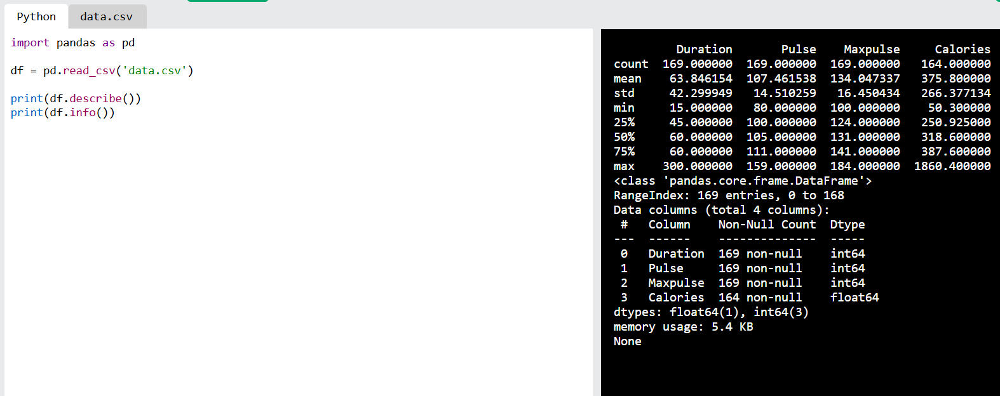 Python data.csv
import pandas as pd
df = pd.read_csv('data.csv')
print(df.describe())
print(df.info())
Duration Pulse Maxpulse Calories
count 169.000000 169.000000 169.000000 164.000000
mean 63.846154 107.461538 134.047337 375.800000
std 42.299949 14.510259 16.450434 266.377134
min 15.000000 80.000000 100.000000 50.300000
25% 45.000000 100.000000 124.000000 250.925000
50% 60.000000 105.000000 131.000000 318.600000
75% 60.000000 111.000000 141.000000 387.600000
max 300.000000 159.000000 184.000000 1860.400000
<class 'pandas.core.frame.DataFrame'>
RangeIndex: 169 entries, 0 to 168
Data columns (total 4 columns):
# Column Non-Null Count Dtype
--- ------ -------------- -----
0 Duration 169 non-null int64
1 Pulse 169 non-null int64
2 Maxpulse 169 non-null int64
3 Calories 164 non-null float64
dtypes: float64(1), int64(3)
memory usage: 5.4 KB
None